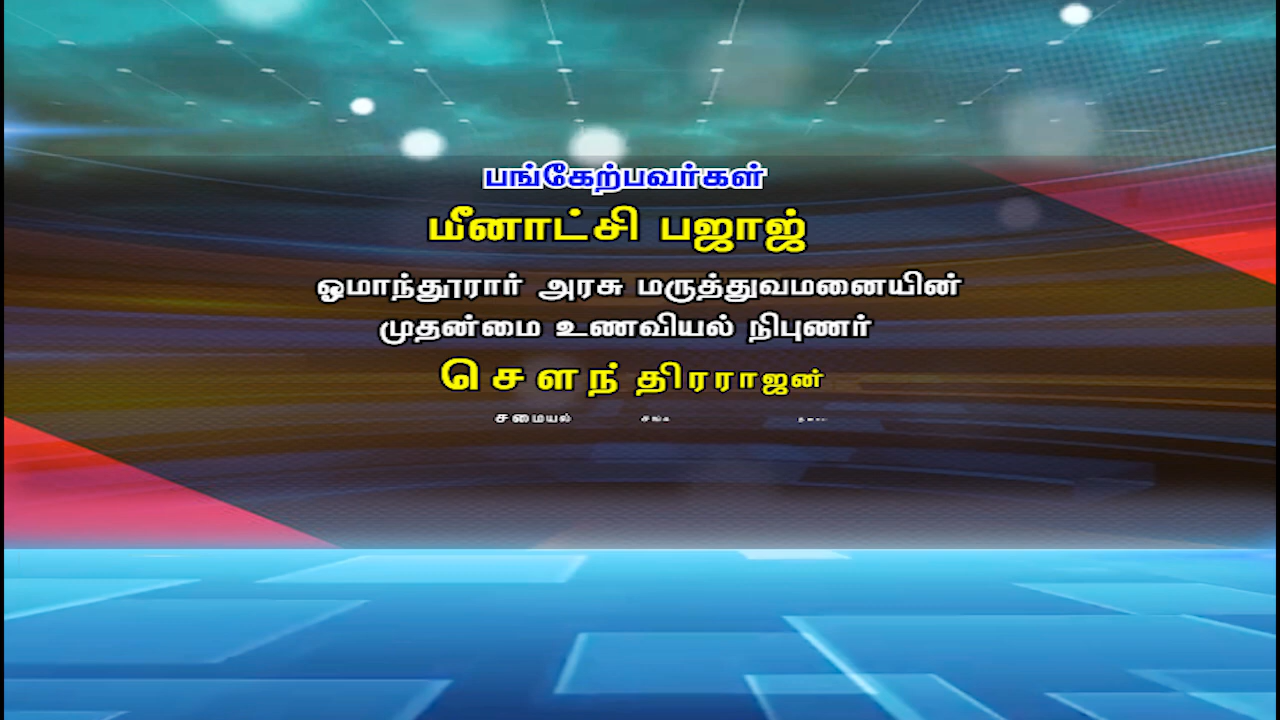 பங்கேற்பவர்கள்
மீனாட்சி பஜாஜ்
ஓமாந்தூரார் அரசு மருத்துவமனையின்
முதன்மை உணவியல் நிபுணர்
சௌந்திரராஜன்
சமையல்